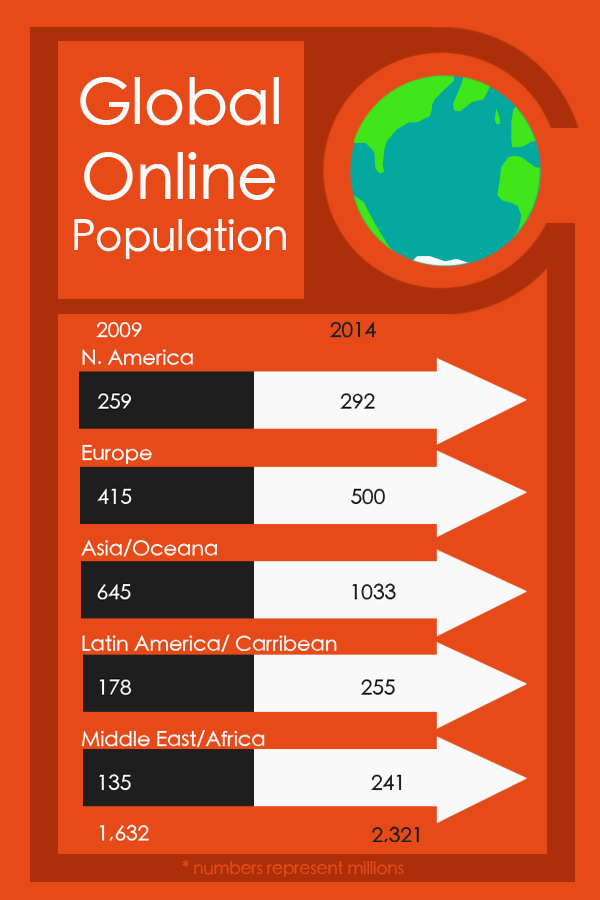 Global
Online
Population
2009 2014
N. America
259 292
Europe
415 500
Asia/Oceana
645 1033
Latin America/ Carribean
178 255
Middle East/Africa
135 241
1,632 2,321
* numbers represent millions